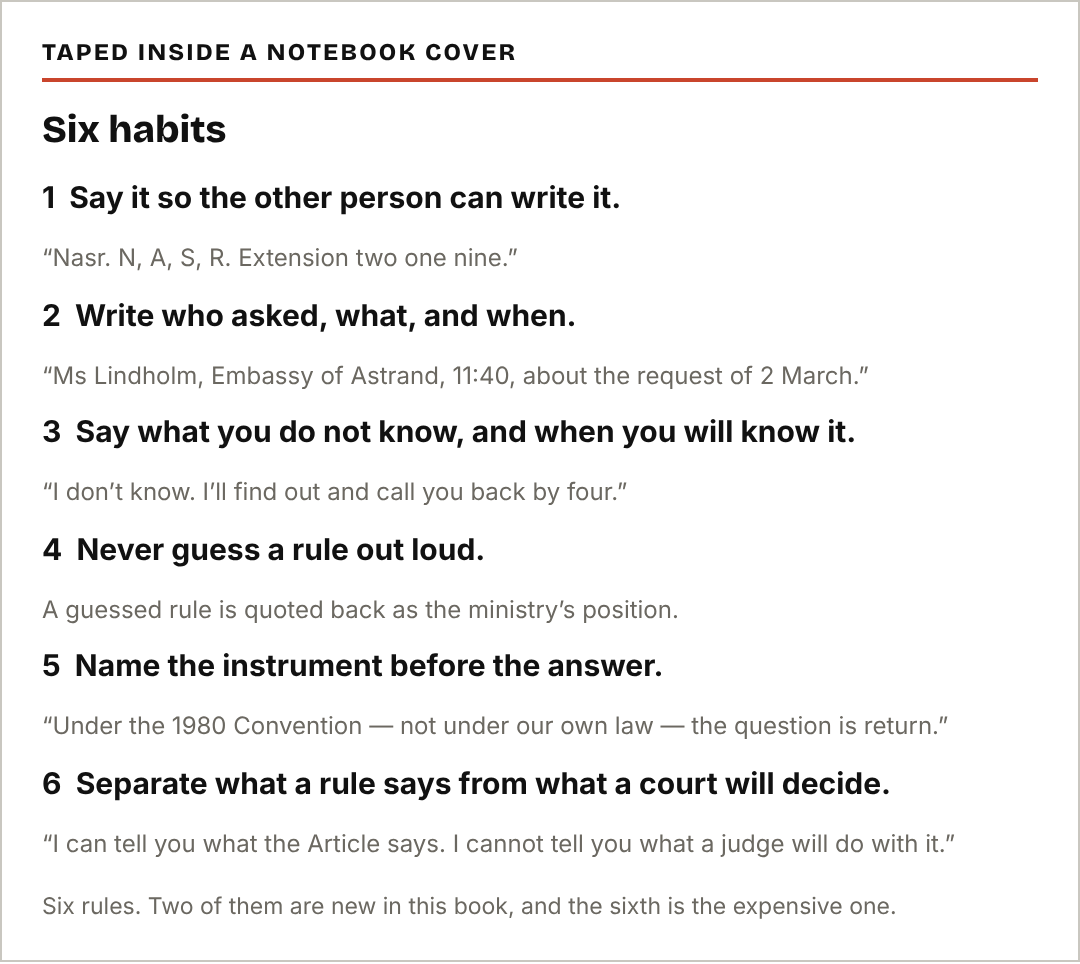 TAPED INSIDE A NOTEBOOK COVER
Six habits
1 Say it so the other person can write it.
“Nasr. N, A, S, R. Extension two one nine.”
2 Write who asked, what, and when.
“Ms Lindholm, Embassy of Astrand, 11:40, about the request of 2 March.”
3 Say what you do not know, and when you will know it.
“I don’t know. I’ll find out and call you back by four.”
4 Never guess a rule out loud.
A guessed rule is quoted back as the ministry’s position.
5 Name the instrument before the answer.
“Under the 1980 Convention — not under our own law — the question is return.”
6 Separate what a rule says from what a court will decide.
“I can tell you what the Article says. I cannot tell you what a judge will do with it.”
Six rules. Two of them are new in this book, and the sixth is the expensive one.